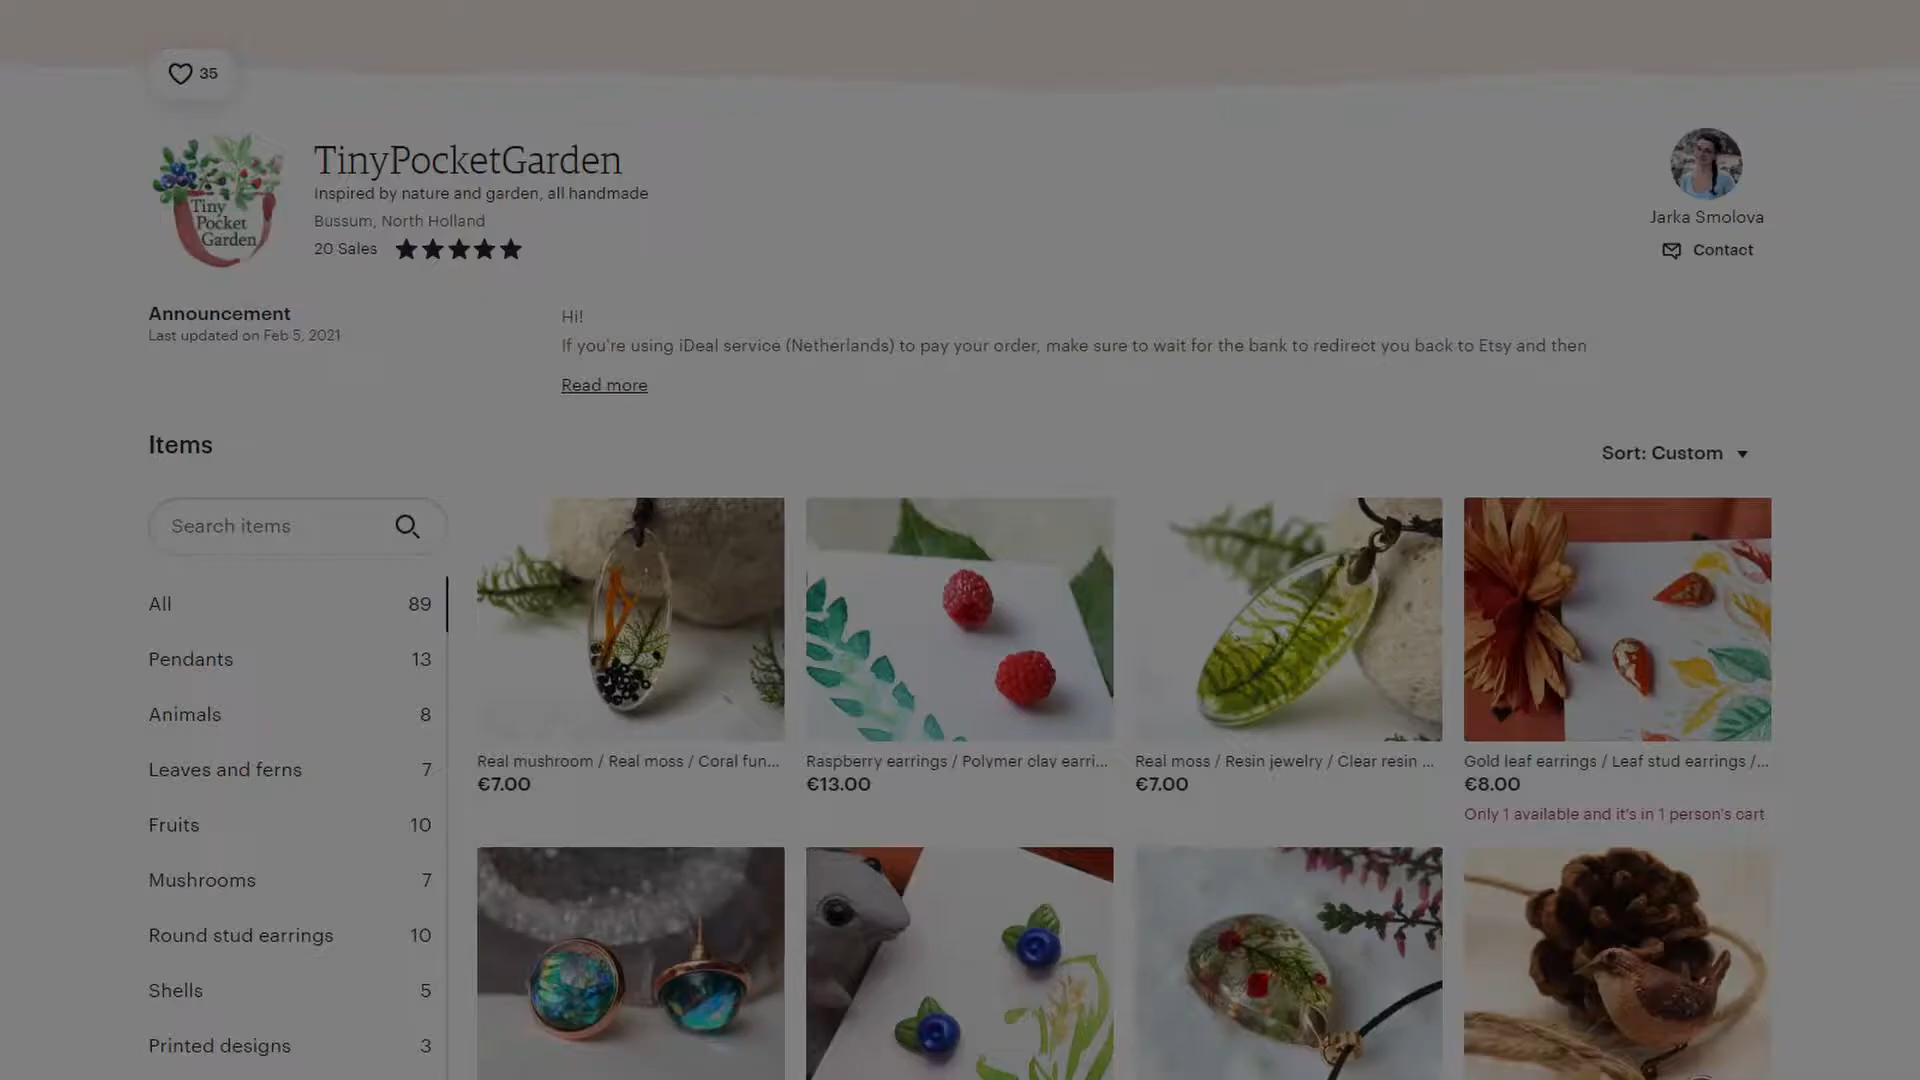 35
Tiny
Pocket
Garden
TinyPocketGarden
Inspired by nature and garden, all handmade
Bussum, North Holland
20 Sales
Jarka Smolova
Contact
Announcement
Last updated on Feb 5, 2021
Hi!
If you're using iDeal service (Netherlands) to pay your order, make sure to wait for the bank to redirect you back to Etsy and then
Read more
Items
Sort: Custom
Search items
All 89
Pendants 13
Animals 8
Leaves and ferns 7
Fruits 10
Mushrooms 7
Round stud earrings 10
Shells 5
Printed designs 3
Real mushroom / Real moss / Coral fun...
€7.00
Raspberry earrings / Polymer clay earri...
€13.00
Real moss / Resin jewelry / Clear resin ...
€7.00
Gold leaf earrings / Leaf stud earrings /...
€8.00
Only 1 available and it's in 1 person's cart